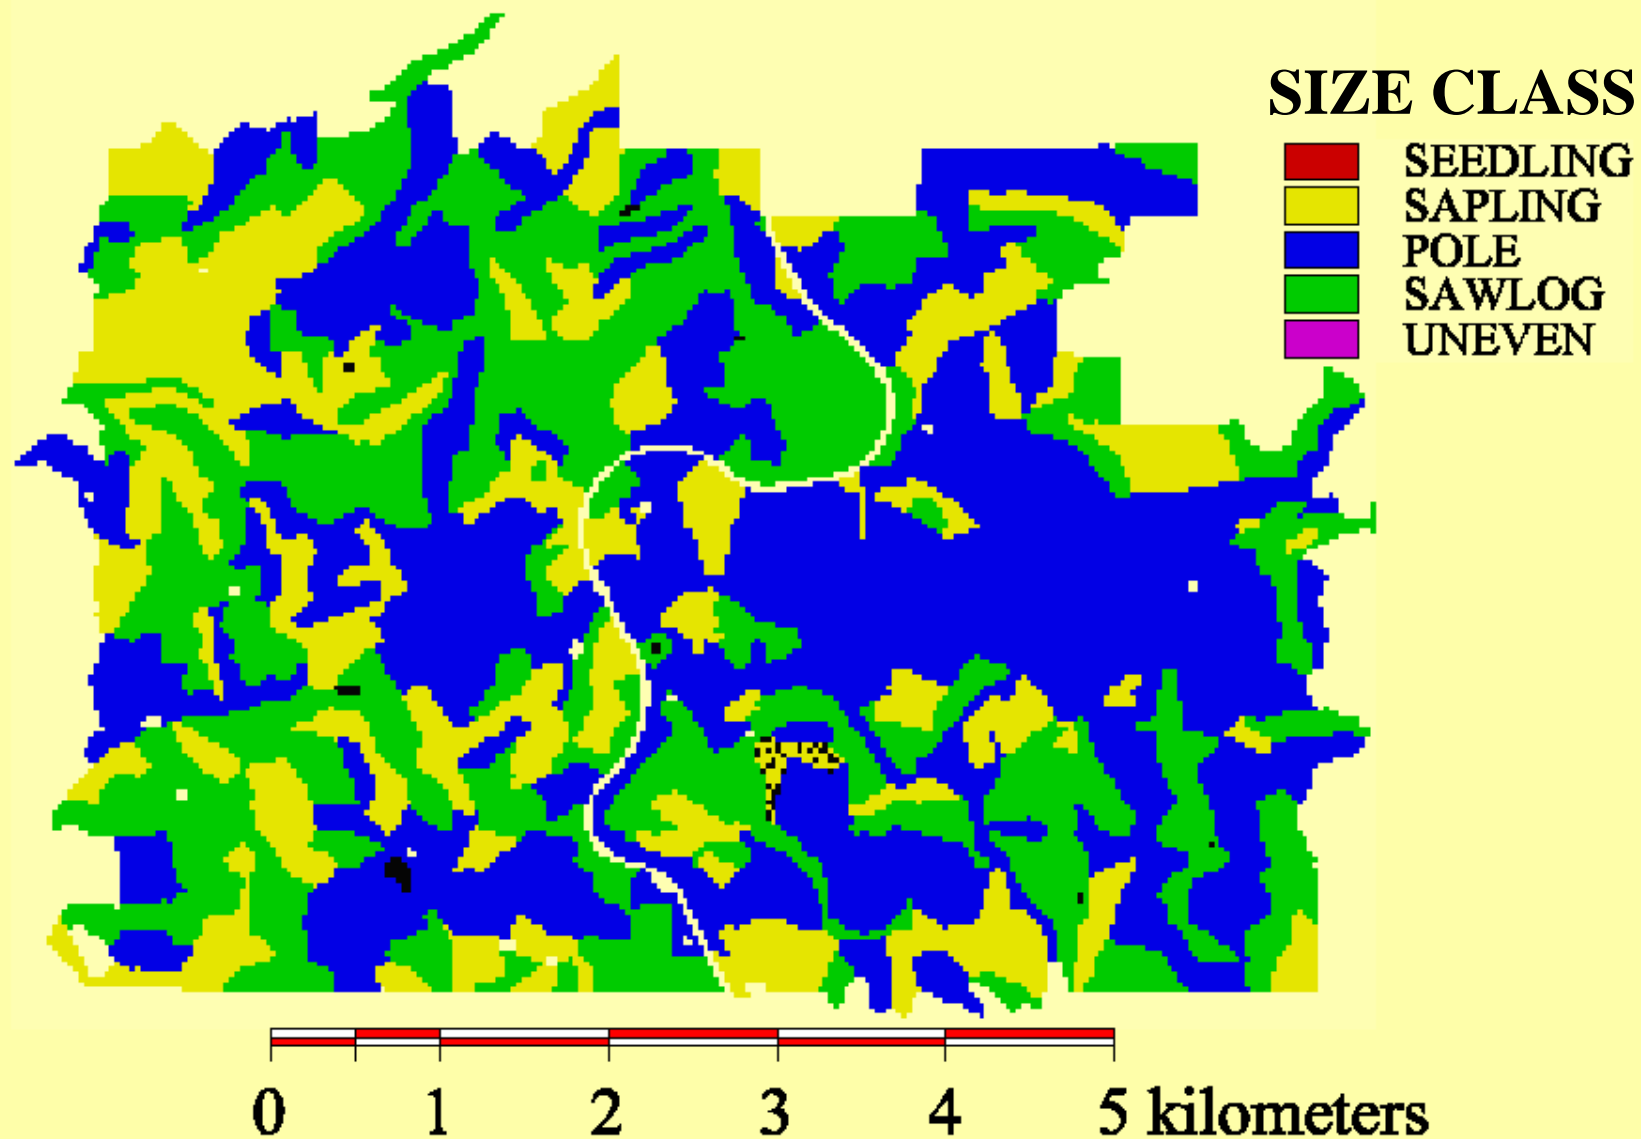 SIZE CLASS
SEEDLING
SAPLING
POLE
SAWLOG
UNEVEN
0 1 2 3 4 5 kilometers